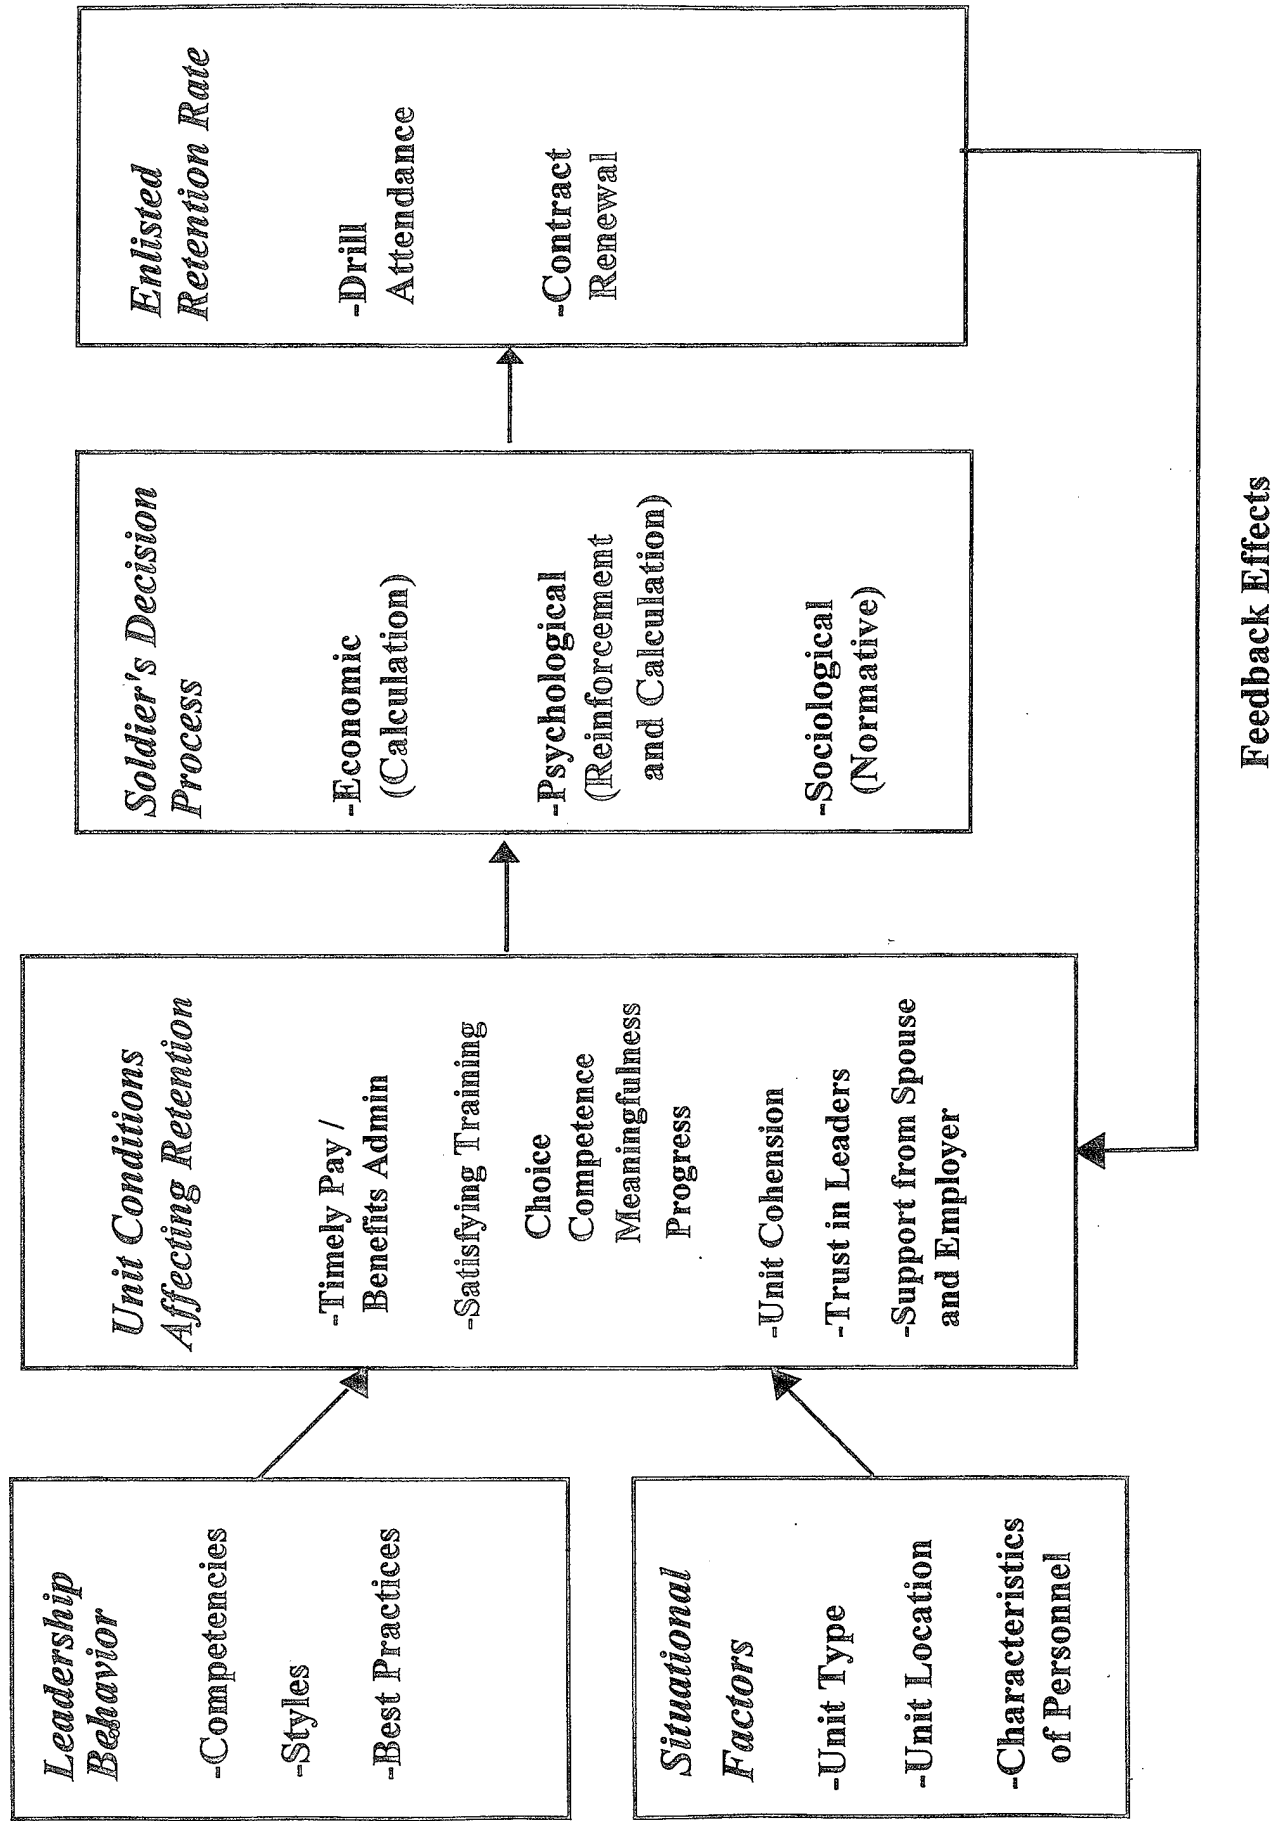 Leadership
Behavior
-Competencies
-Styles
-Best Practices
Situational
Factors
-Unit Type
-Unit Location
-Characteristics
of Personnel
Unit Conditions
Affecting Retention
-Timely Pay /
Benefits Admin
-Satisfying Training
Choice
Competence
Meaningfulness
Progress
-Unit Cohension
-Trust in Leaders
-Support from Spouse
and Employer
Soldier's Decision
Process
-Economic
(Calculation)
-Psychological
(Reinforcement
and Calculation)
-Sociological
(Normative)
Enlisted
Retention Rate
-Drill
Attendance
-Contract
Renewal
Feedback Effects